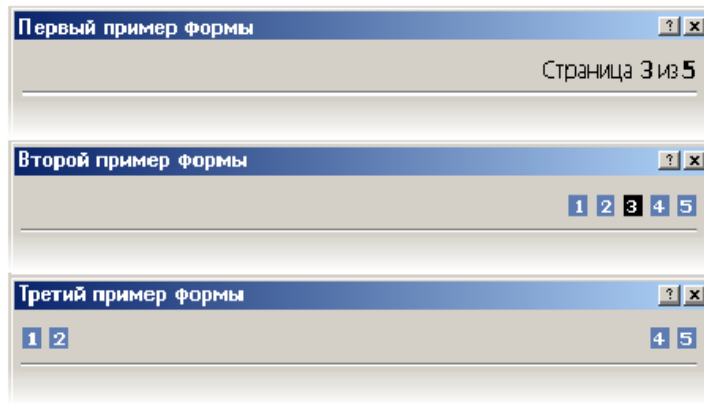 Первый пример формы ? ×
Страница 3 из 5
Второй пример формы ? ×
1 2 3 4 5
Третий пример формы ? ×
1 2 4 5